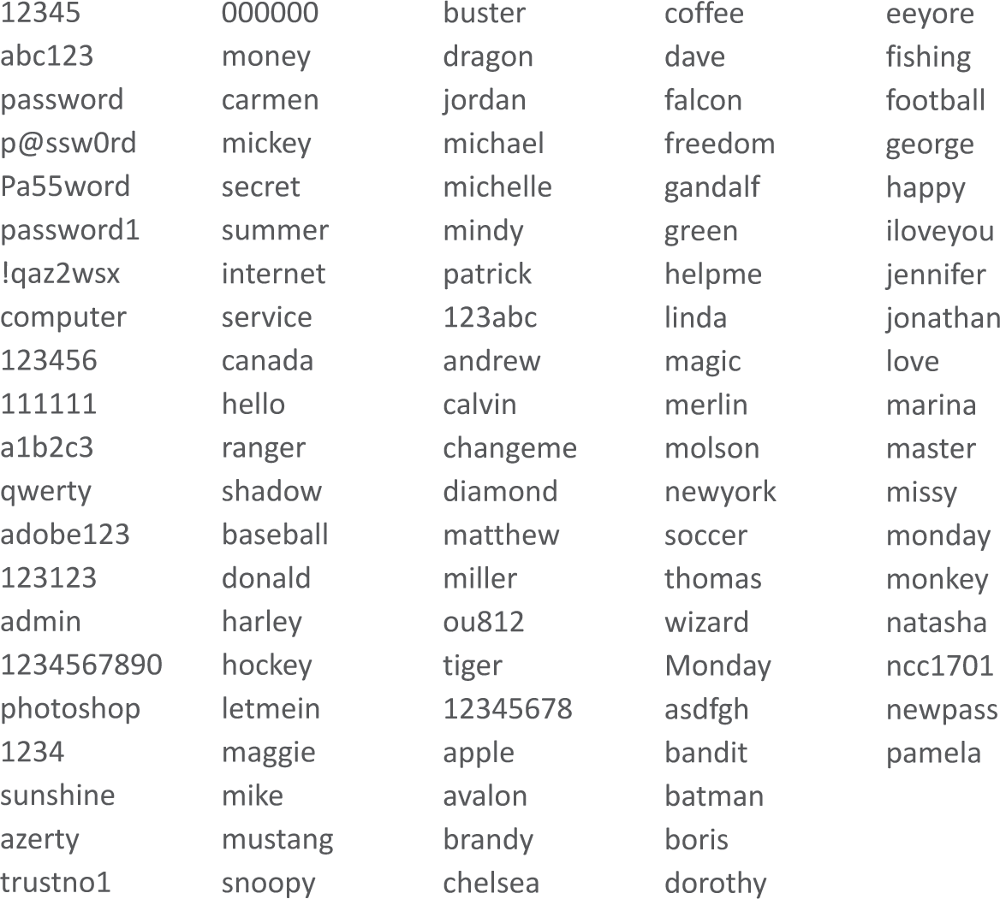 12345 000000 buster coffee eeyore
abc123 money dragon dave fishing
password carmen jordan falcon football
p@ssw0rd mickey michael freedom george
Pa55word secret michelle gandalf happy
password1 summer mindy green iloveyou
!qaz2wsx internet patrick helpme jennifer
computer service 123abc linda jonathan
123456 canada andrew magic love
111111 hello calvin merlin marina
a1b2c3 ranger changeme molson master
qwerty shadow diamond newyork missy
adobe123 baseball matthew soccer monday
123123 donald miller thomas monkey
admin harley ou812 wizard natasha
1234567890 hockey tiger Monday ncc1701
photoshop letmein 12345678 asdfgh newpass
1234 maggie apple bandit pamela
sunshine mike avalon batman
azerty mustang brandy boris
trustno1 snoopy chelsea dorothy